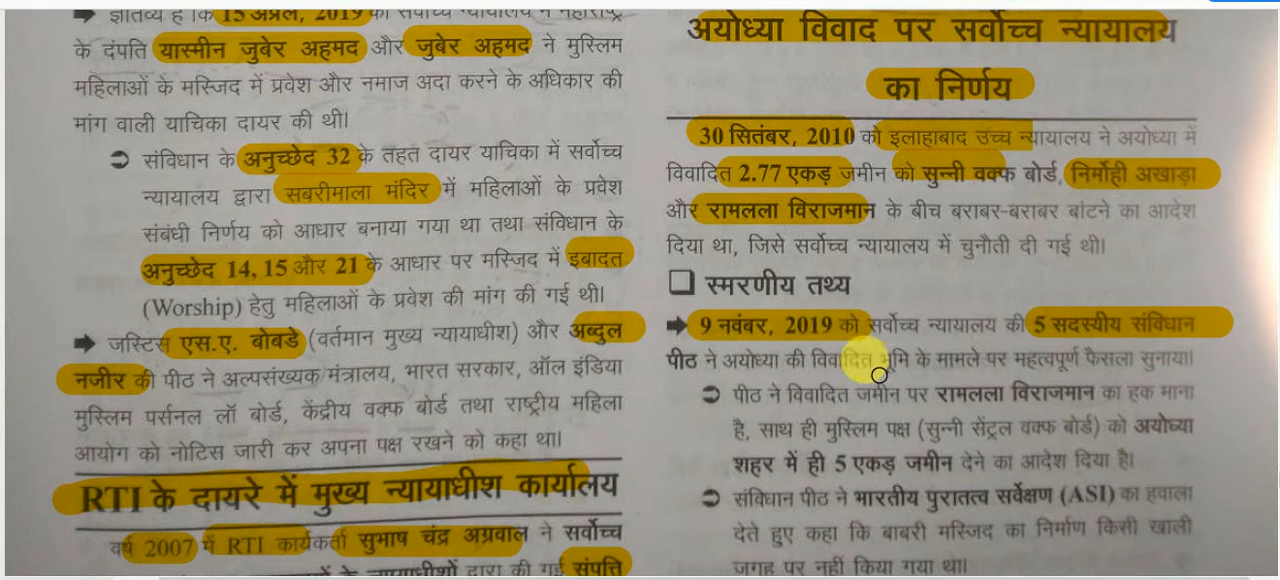 ➡ ज्ञातव्य है कि 15 अप्रैल, 2019 को सर्वोच्च न्यायालय ने महाराष्ट्र
के दंपति यास्मीन जुबेर अहमद और जुबेर अहमद ने मुस्लिम
महिलाओं के मस्जिद में प्रवेश और नमाज अदा करने के अधिकार की
मांग वाली याचिका दायर की थी।
➲ संविधान के अनुच्छेद 32 के तहत दायर याचिका में सर्वोच्च
न्यायालय द्वारा सबरीमाला मंदिर में महिलाओं के प्रवेश
संबंधी निर्णय को आधार बनाया गया था तथा संविधान के
अनुच्छेद 14, 15 और 21 के आधार पर मस्जिद में इबादत
(Worship) हेतु महिलाओं के प्रवेश की मांग की गई थी।
➡ जस्टिस एस.ए. बोबडे (वर्तमान मुख्य न्यायाधीश) और अब्दुल
नजीर की पीठ ने अल्पसंख्यक मंत्रालय, भारत सरकार, ऑल इंडिया
मुस्लिम पर्सनल लॉ बोर्ड, केंद्रीय वक्फ बोर्ड तथा राष्ट्रीय महिला
आयोग को नोटिस जारी कर अपना पक्ष रखने को कहा था।
RTI के दायरे में मुख्य न्यायाधीश कार्यालय
वर्ष 2007 में RTI कार्यकर्ता सुभाष चंद्र अग्रवाल ने सर्वोच्च
के न्यायाधीशों द्वारा की गई संपत्ति
अयोध्या विवाद पर सर्वोच्च न्यायालय
का निर्णय
30 सितंबर, 2010 को इलाहाबाद उच्च न्यायालय ने अयोध्या में
विवादित 2.77 एकड़ जमीन को सुन्नी वक्फ बोर्ड, निर्मोही अखाड़ा
और रामलला विराजमान के बीच बराबर-बराबर बांटने का आदेश
दिया था, जिसे सर्वोच्च न्यायालय में चुनौती दी गई थी।
❑ स्मरणीय तथ्य
➡ 9 नवंबर, 2019 को सर्वोच्च न्यायालय की 5 सदस्यीय संविधान
पीठ ने अयोध्या की विवादित भूमि के मामले पर महत्वपूर्ण फैसला सुनाया।
➲ पीठ ने विवादित जमीन पर रामलला विराजमान का हक माना
है, साथ ही मुस्लिम पक्ष (सुन्नी सेंट्रल वक्फ बोर्ड) को अयोध्या
शहर में ही 5 एकड़ जमीन देने का आदेश दिया है।
➲ संविधान पीठ ने भारतीय पुरातत्व सर्वेक्षण (ASI) का हवाला
देते हुए कहा कि बाबरी मस्जिद का निर्माण किसी खाली
जगह पर नहीं किया गया था।